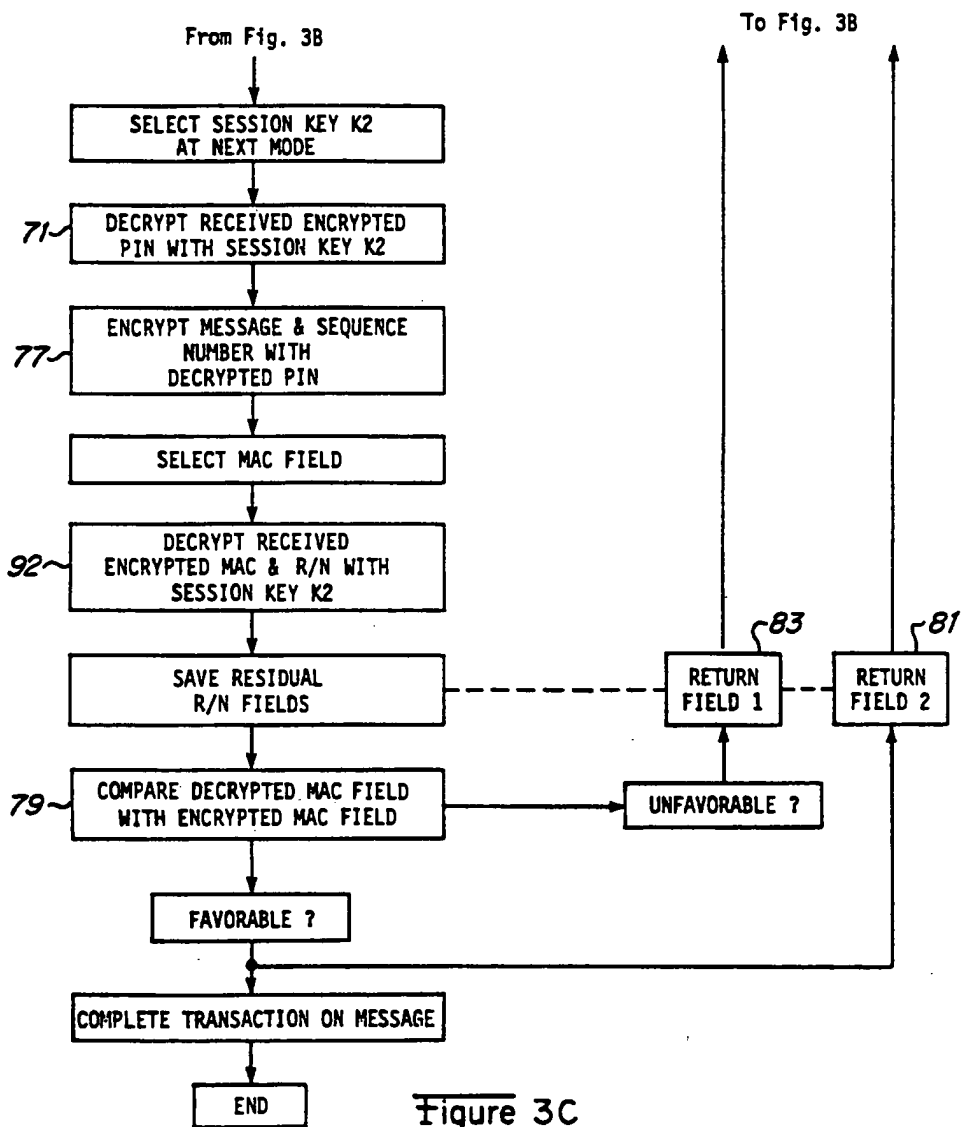 From Fig. 3B
To Fig. 3B
SELECT SESSION KEY K2
AT NEXT MODE
71
DECRYPT RECEIVED ENCRYPTED
PIN WITH SESSION KEY K2
77
ENCRYPT MESSAGE & SEQUENCE
NUMBER WITH
DECRYPTED PIN
SELECT MAC FIELD
92
DECRYPT RECEIVED
ENCRYPTED MAC & R/N WITH
SESSION KEY K2
SAVE RESIDUAL
R/N FIELDS
83
RETURN
FIELD 1
81
RETURN
FIELD 2
79
COMPARE DECRYPTED MAC FIELD
WITH ENCRYPTED MAC FIELD
UNFAVORABLE ?
FAVORABLE ?
COMPLETE TRANSACTION ON MESSAGE
END
Figure 3C